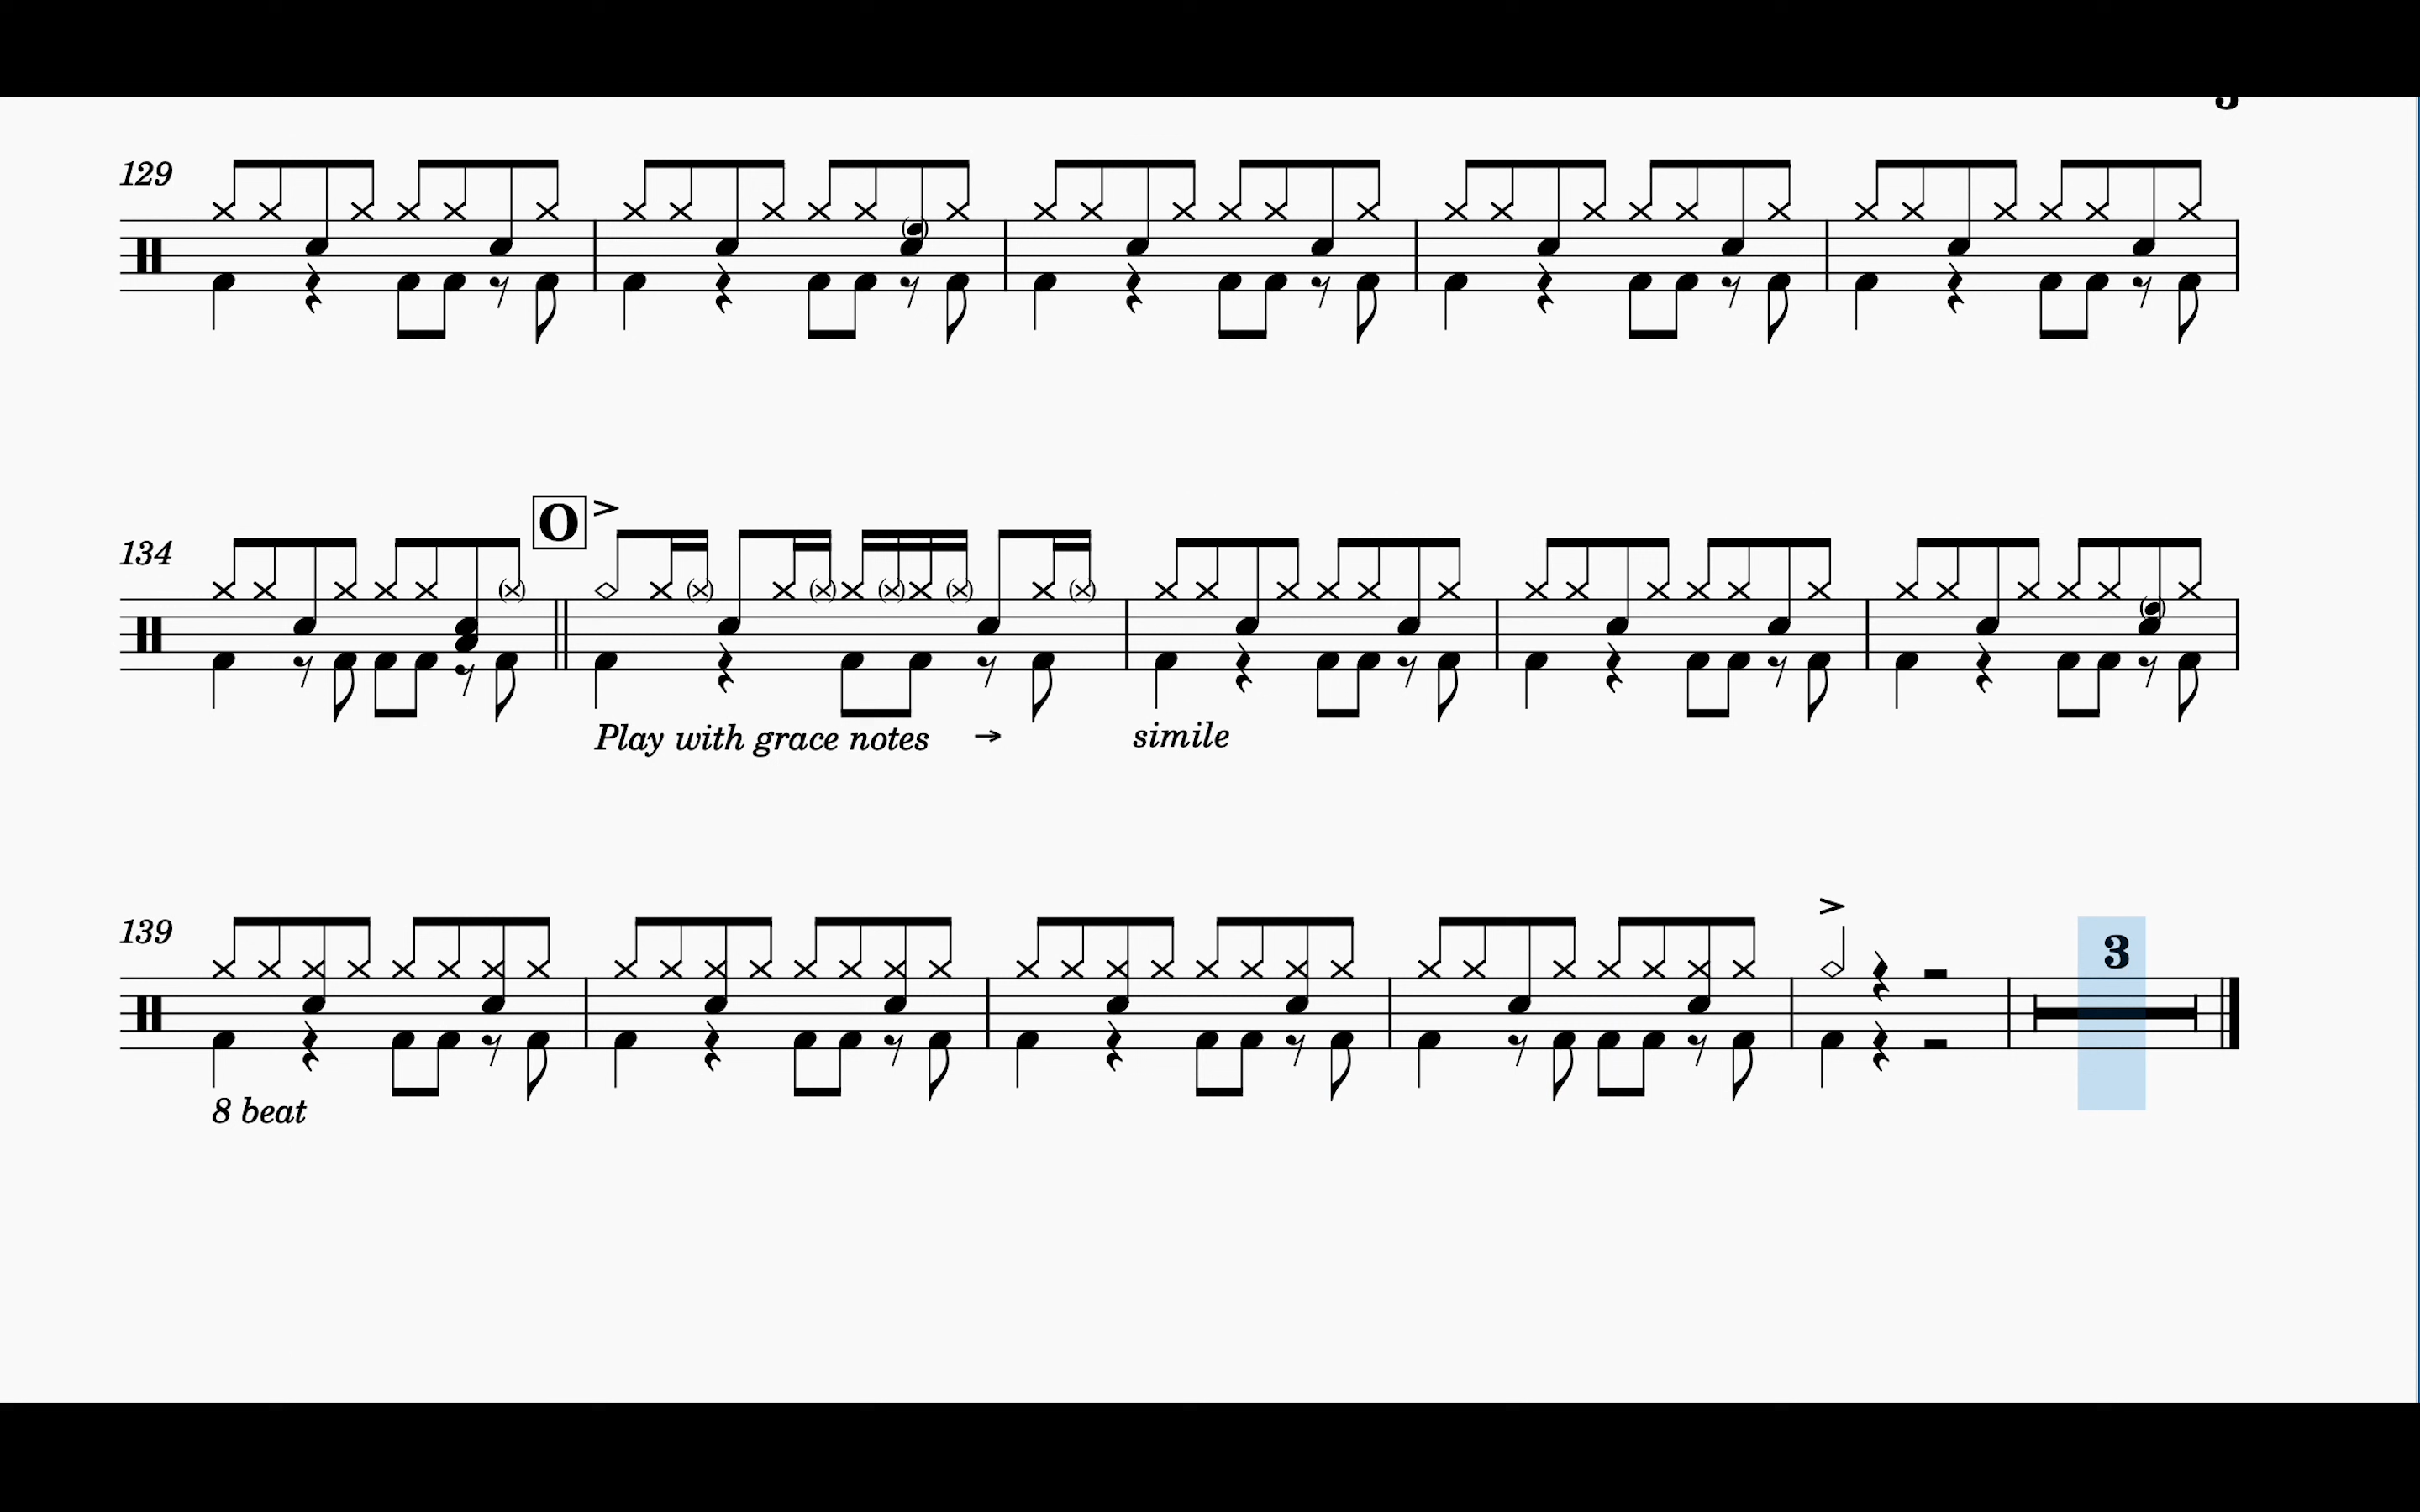 129
134
O
Play with grace notes →
simile
139
3
8 beat